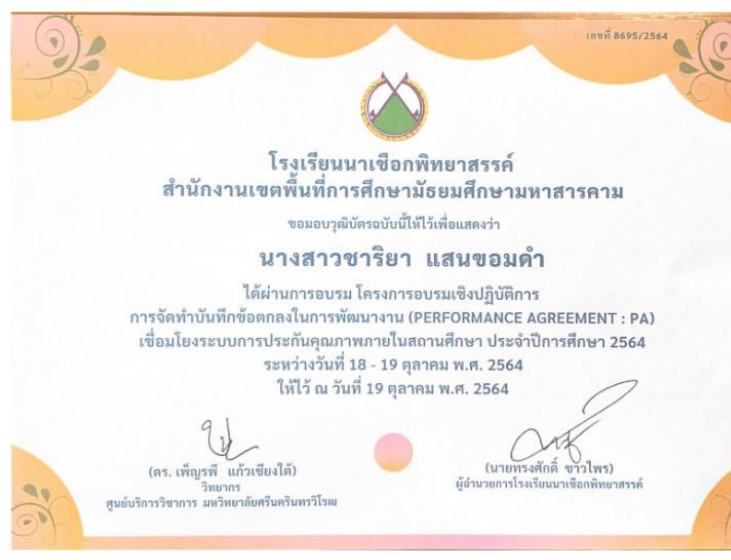 เลขที่ 8695/2564
โรงเรียนนาเชือกพิทยาสรรค์
สำนักงานเขตพื้นที่การศึกษามัธยมศึกษามหาสารคาม
ขอมอบวุฒิบัตรฉบับนี้ให้ไว้เพื่อแสดงว่า
นางสาวชาริยา แสนขอมดำ
ได้ผ่านการอบรม โครงการอบรมเชิงปฏิบัติการ
การจัดทำบันทึกข้อตกลงในการพัฒนางาน (PERFORMANCE AGREEMENT : PA)
เชื่อมโยงระบบการประกันคุณภาพภายในสถานศึกษา ประจำปีการศึกษา 2564
ระหว่างวันที่ 18 - 19 ตุลาคม พ.ศ. 2564
ให้ไว้ ณ วันที่ 19 ตุลาคม พ.ศ. 2564
(ดร. เพ็ญรพี แก้วเชียงใต้)
วิทยากร
ศูนย์บริการวิชาการ มหวิทยาลัยศรีนครินทรวิโรฒ
(นายทรงศักดิ์ ขาวไพร)
ผู้อำนวยการโรงเรียนนาเชือกพิทยาสรรค์